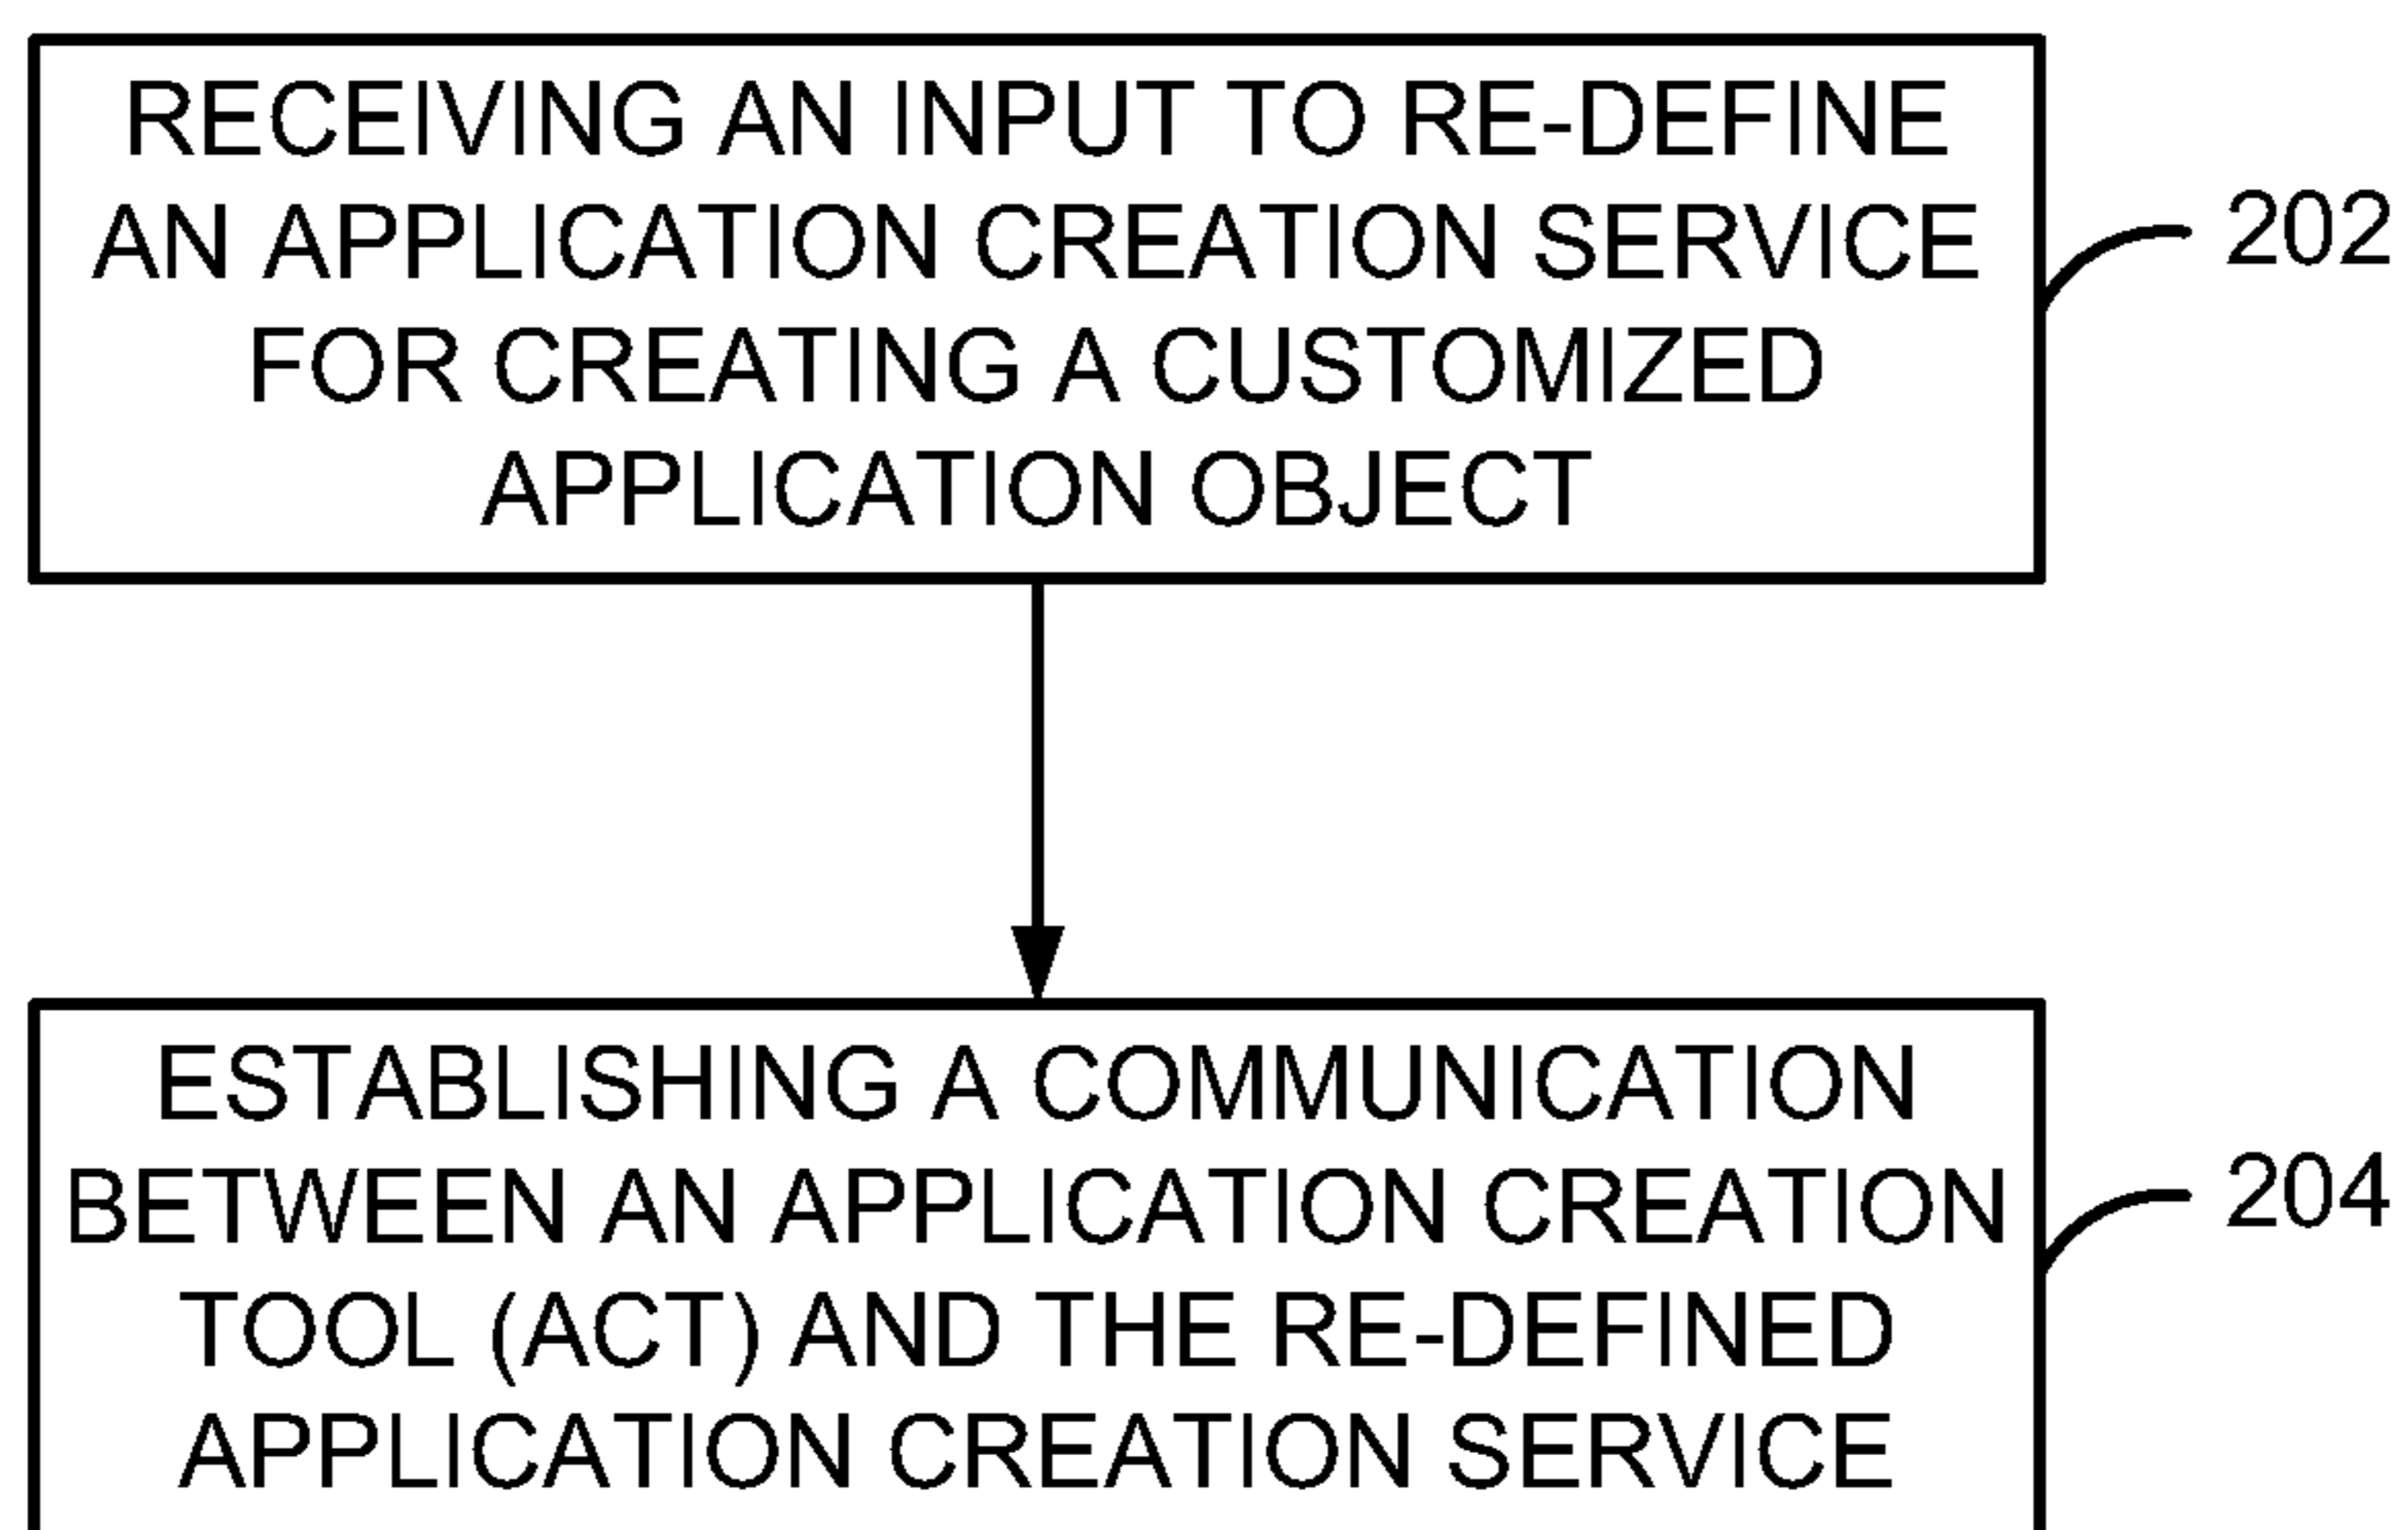 RECEIVING AN INPUT TO RE-DEFINE
AN APPLICATION CREATION SERVICE
FOR CREATING A CUSTOMIZED
APPLICATION OBJECT
202
ESTABLISHING A COMMUNICATION
BETWEEN AN APPLICATION CREATION
TOOL (ACT) AND THE RE-DEFINED
APPLICATION CREATION SERVICE
204